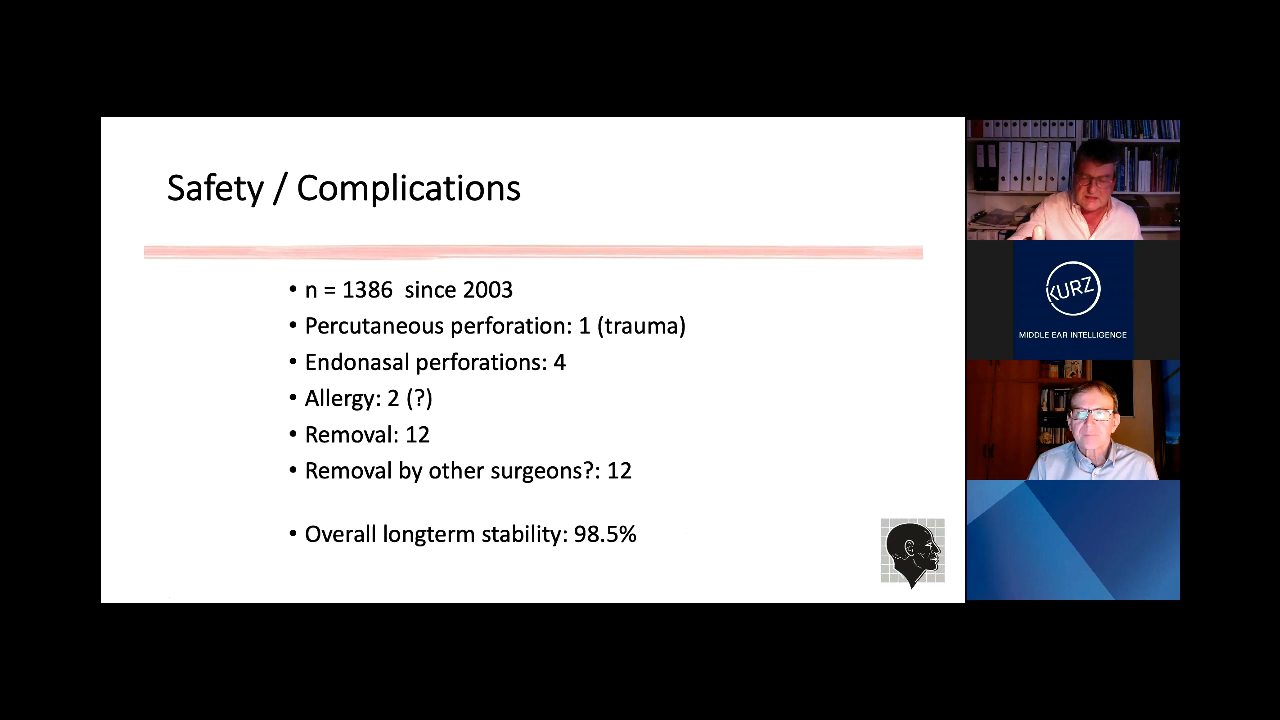 Safety / Complications
• n = 1386 since 2003
• Percutaneous perforation: 1 (trauma)
• Endonasal perforations: 4
• Allergy: 2 (?)
• Removal: 12
• Removal by other surgeons?: 12
• Overall longterm stability: 98.5%
KURZ
MIDDLE EAR INTELLIGENCE